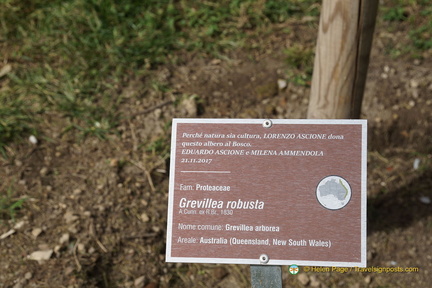 Perché natura sia cultura, LORENZO ASCIONE dona
questo albero al Bosco.
EDUARDO ASCIONE e MILENA AMMENDOLA
21.11.2017
Fam: Proteaceae
Grevillea robusta
A.Cunn. ex R.Br., 1830
Nome comune: Grevillea arborea
Areale: Australia (Queensland, New South Wales)
© Helen Page / Travelsignposts.com